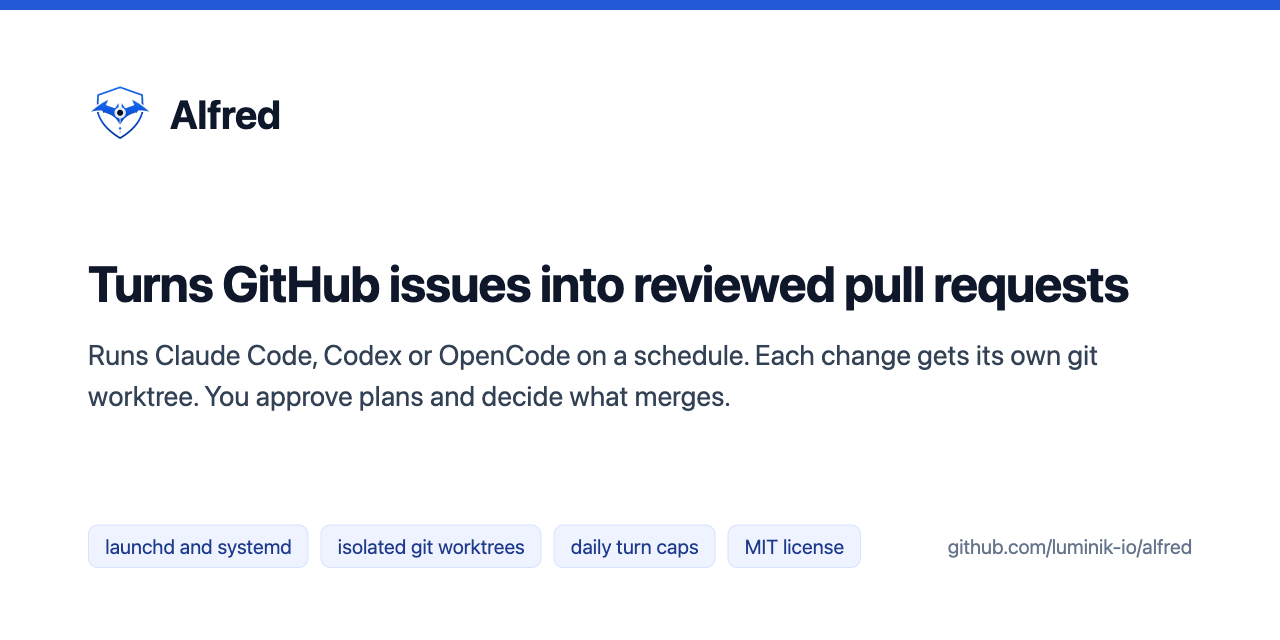 Alfred
Turns GitHub issues into reviewed pull requests
Runs Claude Code, Codex or OpenCode on a schedule. Each change gets its own git
worktree. You approve plans and decide what merges.
launchd and systemd
isolated git worktrees
daily turn caps
MIT license
github.com/luminik-io/alfred